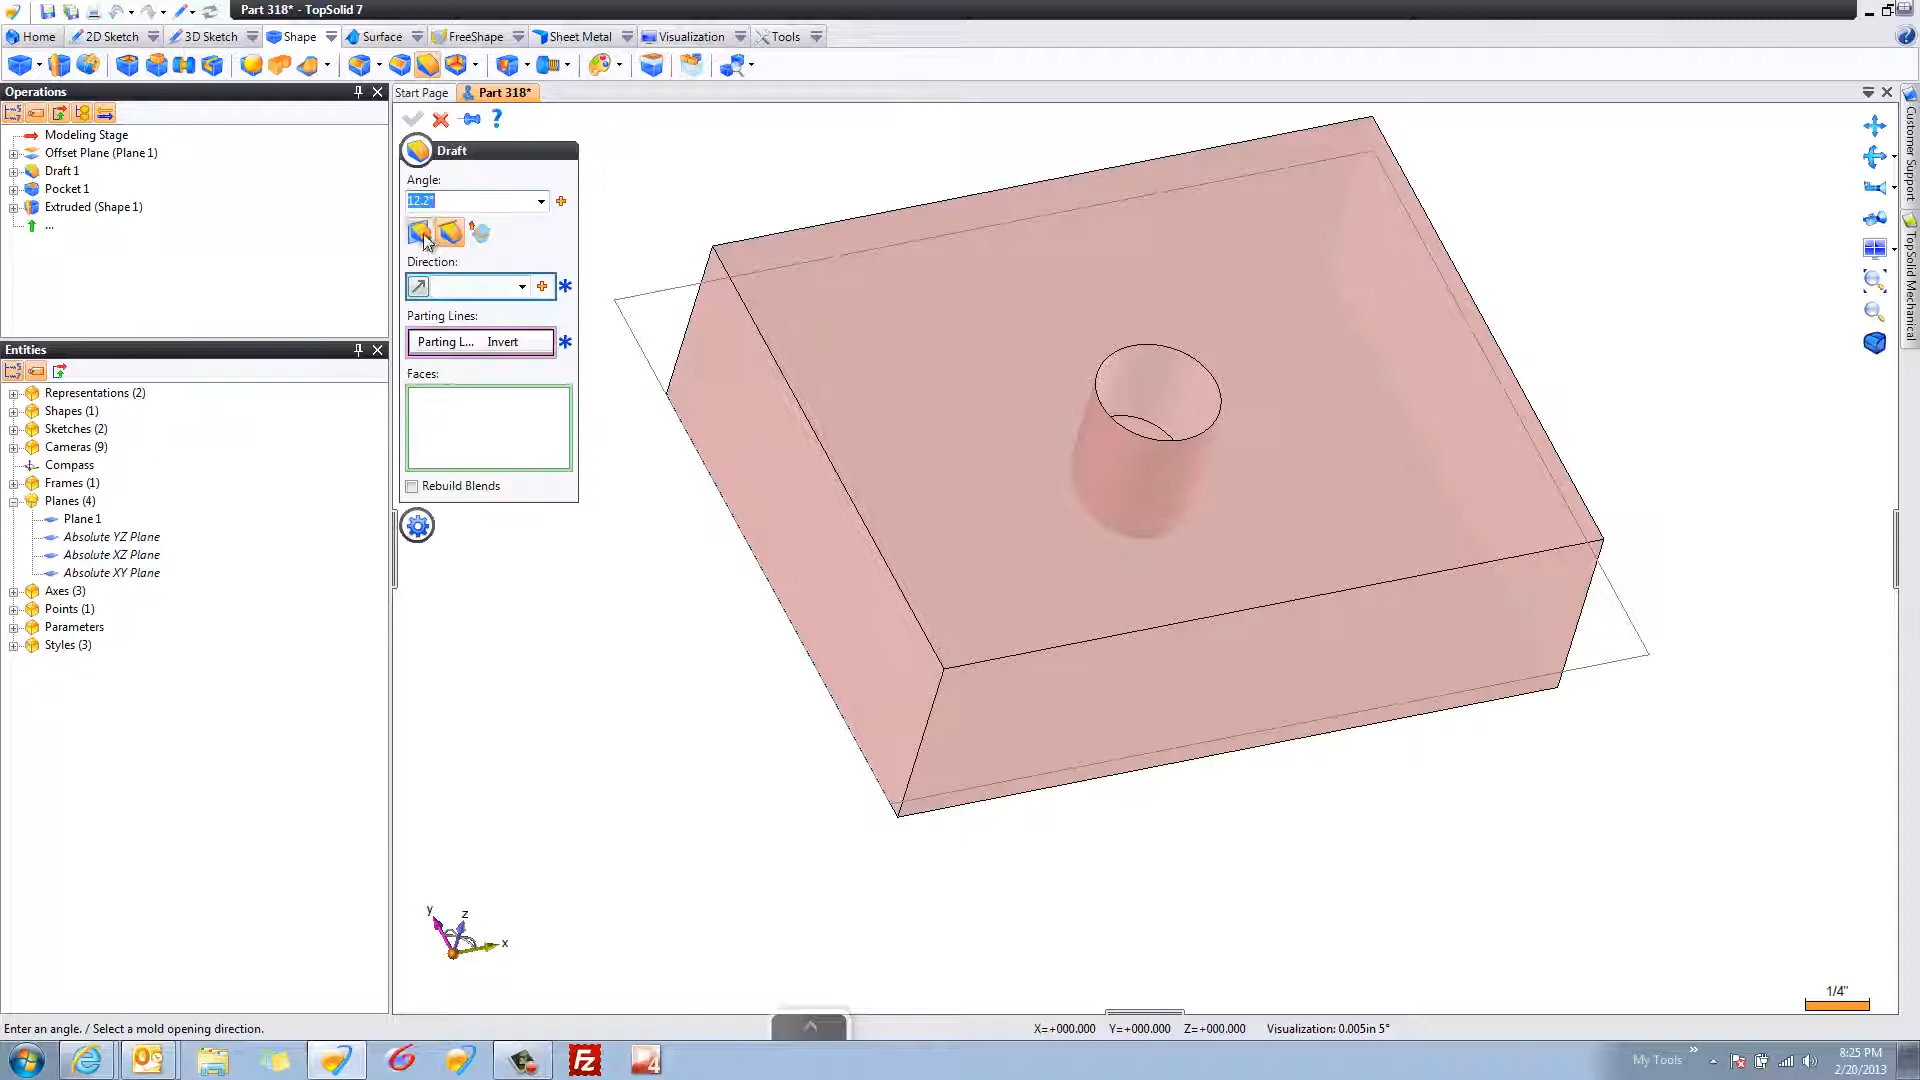 Part 318* - TopSolid 7
Home
2D Sketch
3D Sketch
Shape
Surface
FreeShape
Sheet Metal
Visualization
Tools
Operations
Start Page
Part 318*
Modeling Stage
Offset Plane (Plane 1)
Draft 1
Pocket 1
Extruded (Shape 1)
...
Draft
Angle:
12.2°
Direction:
Parting Lines:
Parting L... Invert
Faces:
Rebuild Blends
Entities
Representations (2)
Shapes (1)
Sketches (2)
Cameras (9)
Compass
Frames (1)
Planes (4)
Plane 1
Absolute YZ Plane
Absolute XZ Plane
Absolute XY Plane
Axes (3)
Points (1)
Parameters
Styles (3)
Customer Support
TopSolid Mechanical
y
z
x
1/4"
Enter an angle. / Select a mold opening direction.
X=+000.000 Y=+000.000 Z=+000.000 Visualization: 0.005in 5°
My Tools
8:25 PM
2/20/2013